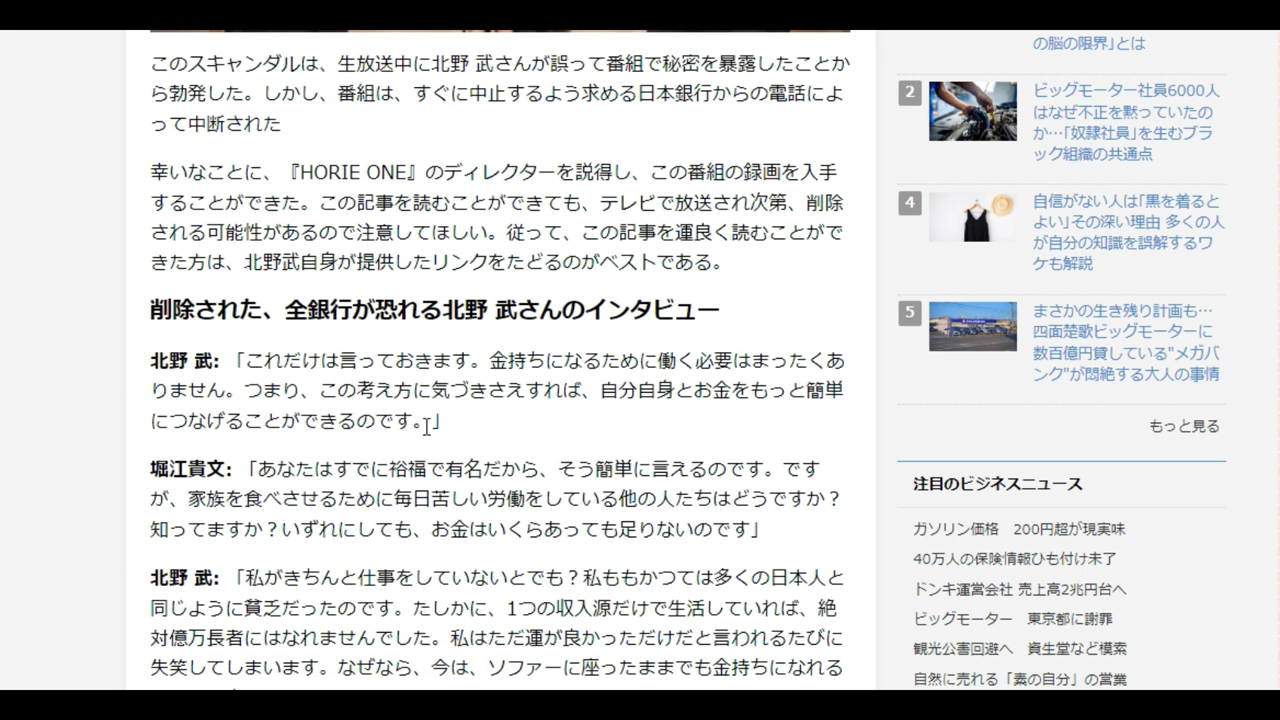 このスキャンダルは、生放送中に北野 武さんが誤って番組で秘密を暴露したことか
ら勃発した。しかし、番組は、すぐに中止するよう求める日本銀行からの電話によ
って中断された
幸いなことに、『HORIE ONE』のディレクターを説得し、この番組の録画を入手
することができた。この記事を読むことができても、テレビで放送され次第、削除
される可能性があるので注意してほしい。従って、この記事を運良く読むことがで
きた方は、北野武自身が提供したリンクをたどるのがベストである。
削除された、全銀行が恐れる北野 武さんのインタビュー
北野 武: 「これだけは言っておきます。金持ちになるために働く必要はまったくあ
りません。つまり、この考え方に気づきさえすれば、自分自身とお金をもっと簡単
につなげることができるのです。」
堀江貴文: 「あなたはすでに裕福で有名だから、そう簡単に言えるのです。です
が、家族を食べさせるために毎日苦しい労働をしている他の人たちはどうですか？
知ってますか？いずれにしても、お金はいくらあっても足りないのです」
北野 武: 「私がきちんと仕事をしていないとでも？私ももかつては多くの日本人と
同じように貧乏だったのです。たしかに、1つの収入源だけで生活していれば、絶
対億万長者にはなれませんでした。私はただ運が良かっただけだと言われるたびに
失笑してしまいます。なぜなら、今は、ソファーに座ったままでも金持ちになれる
の脳の限界」とは
2
ビッグモーター社員6000人
はなぜ不正を黙っていたの
か…「奴隷社員」を生むブラ
ック組織の共通点
4
自信がない人は「黒を着ると
よい」その深い理由 多くの人
が自分の知識を誤解するワ
ケも解説
5
まさかの生き残り計画も…
四面楚歌ビッグモーターに
数百億円貸している"メガバ
ンク"が悶絶する大人の事情
もっと見る
注目のビジネスニュース
ガソリン価格　200円超が現実味
40万人の保険情報ひも付け未了
ドンキ運営会社 売上高2兆円台へ
ビッグモーター　東京都に謝罪
観光公害回避へ　資生堂など模索
自然に売れる「素の自分」の営業